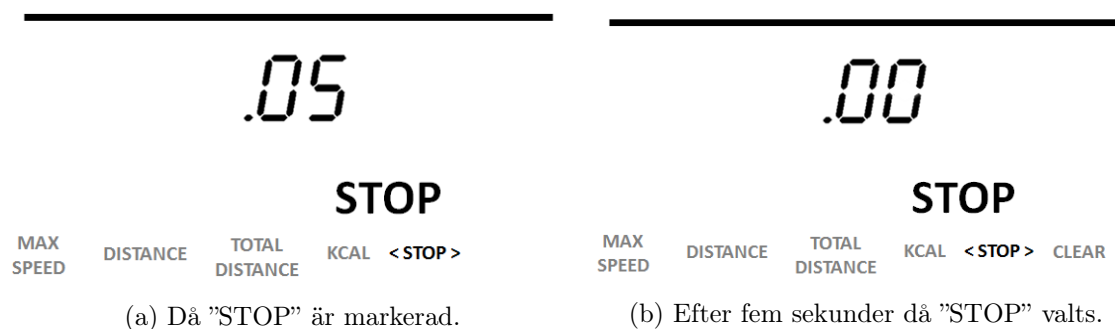 .05
STOP
MAX SPEED DISTANCE TOTAL DISTANCE KCAL < STOP >
(a) Då ”STOP” är markerad.
.00
STOP
MAX SPEED DISTANCE TOTAL DISTANCE KCAL < STOP > CLEAR
(b) Efter fem sekunder då ”STOP” valts.